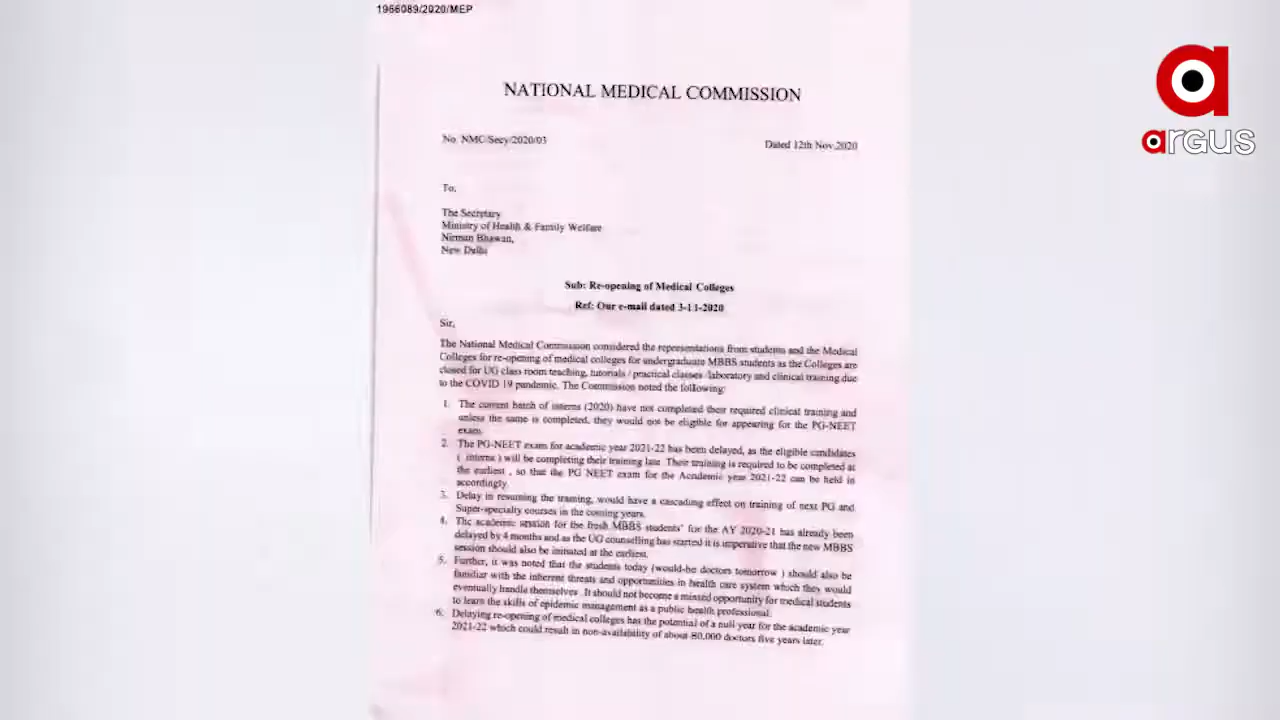 1966089/2020/MEP
argus
NATIONAL MEDICAL COMMISSION
No. NMC/Secy/2020/03
Dated 12th Nov.2020
To,
The Secretary
Ministry of Health & Family Welfare
Nirman Bhawan,
New Delhi
Sub: Re-opening of Medical Colleges
Ref: Our e-mail dated 3-11-2020
Sir,
The National Medical Commission considered the representations from students and the Medical
Colleges for re-opening of medical colleges for undergraduate MBBS students as the Colleges are
closed for UG class room teaching, tutorials / practical classes /laboratory and clinical training due
to the COVID 19 pandemic. The Commission noted the following:
1. The current batch of interns (2020) have not completed their required clinical training and
unless the same is completed, they would not be eligible for appearing for the PG-NEET
exam.
2. The PG-NEET exam for academic year 2021-22 has been delayed, as the eligible candidates
( interns ) will be completing their training late. Their training is required to be completed at
the earliest , so that the PG NEET exam for the Academic year 2021-22 can be held in
accordingly.
3. Delay in resuming the training, would have a cascading effect on training of next PG and
Super-specialty courses in the coming years.
4. The academic session for the fresh MBBS students' for the AY 2020-21 has already been
delayed by 4 months and as the UG counselling has started it is imperative that the new MBBS
session should also be initiated at the earliest.
5. Further, it was noted that the students today (would-be doctors tomorrow ) should also be
familiar with the inherent threats and opportunities in health care system which they would
eventually handle themselves . It should not become a missed opportunity for medical students
to learn the skills of epidemic management as a public health professional.
6. Delaying re-opening of medical colleges has the potential of a null year for the academic year
2021-22 which could result in non-availability of about 80,000 doctors five years later.